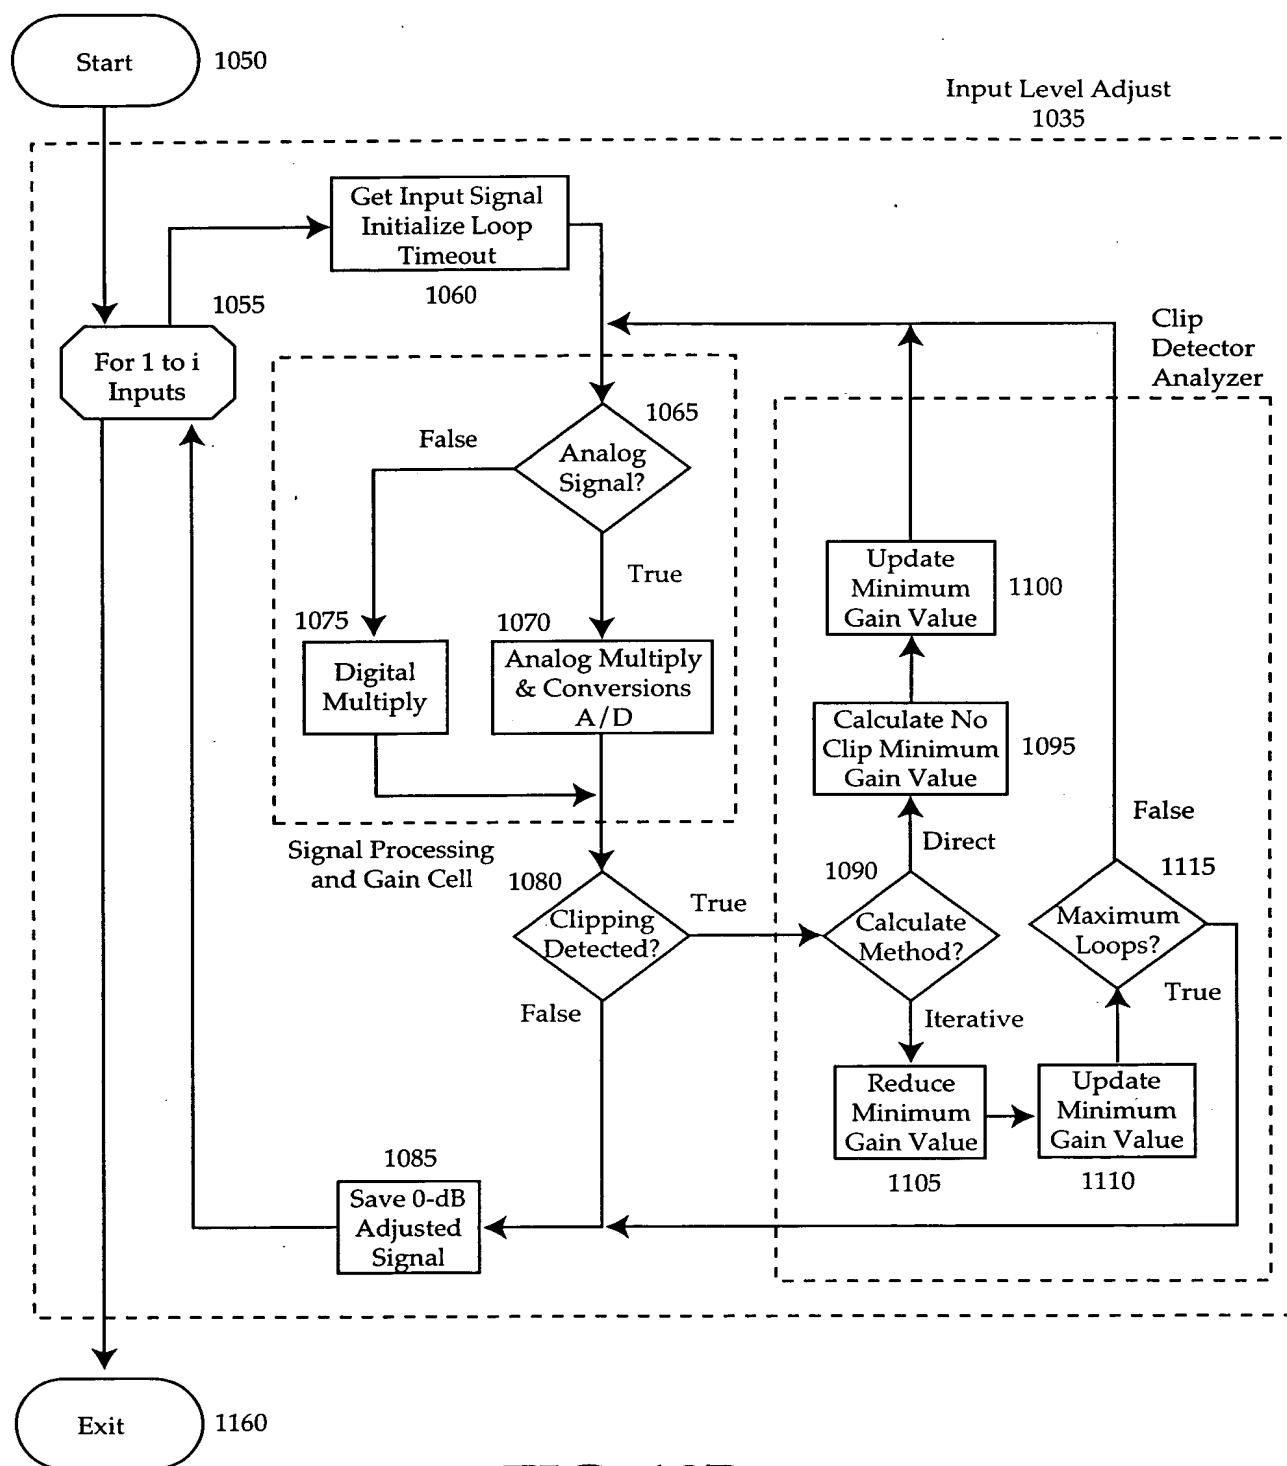 Start
1050
Input Level Adjust
1035
Get Input Signal
Initialize Loop
Timeout
1060
1055
For 1 to i
Inputs
Clip
Detector
Analyzer
1065
False
Analog
Signal?
True
1075
1070
Digital
Multiply
Analog Multiply
& Conversions
A/D
Update
Minimum
Gain Value
1100
Calculate No
Clip Minimum
Gain Value
1095
Direct
False
Signal Processing
and Gain Cell
1080
Clipping
Detected?
True
False
1090
Calculate
Method?
Iterative
1115
Maximum
Loops?
True
Reduce
Minimum
Gain Value
1105
Update
Minimum
Gain Value
1110
1085
Save 0-dB
Adjusted
Signal
Exit
1160